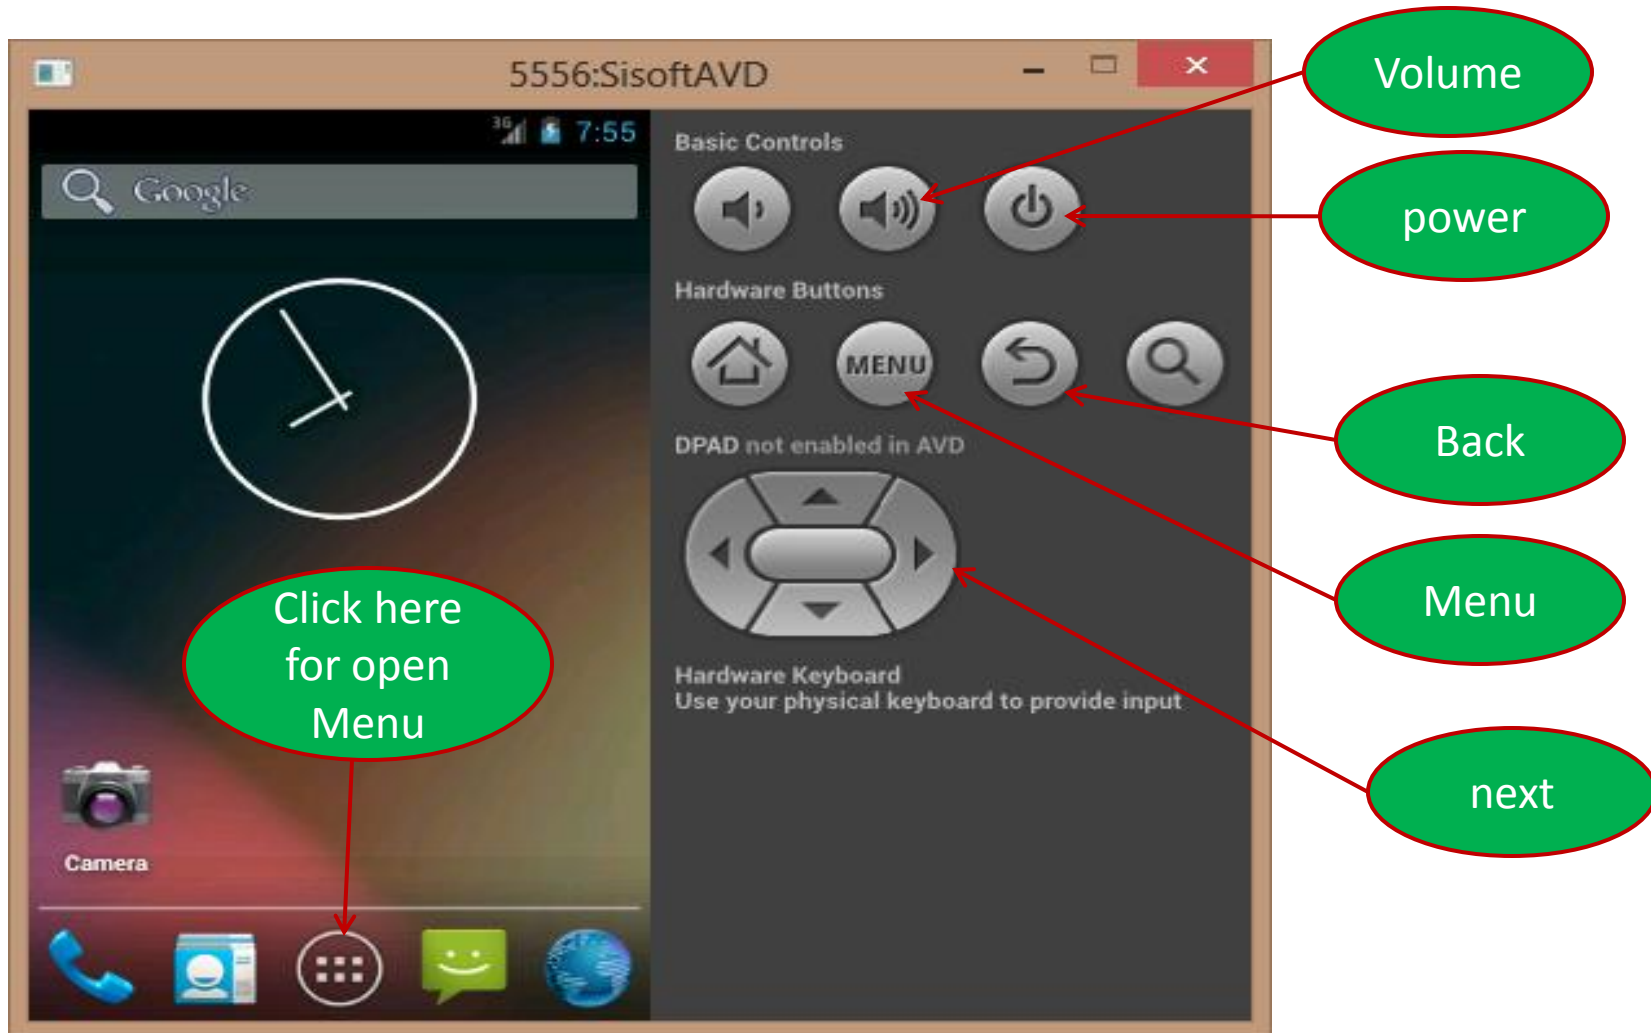 5556:SisoftAVD
Volume
3G 7:55
Basic Controls
Google
power
Hardware Buttons
MENU
DPAD not enabled in AVD
Back
Click here
for open
Menu
Menu
Hardware Keyboard
Use your physical keyboard to provide input
next
Camera